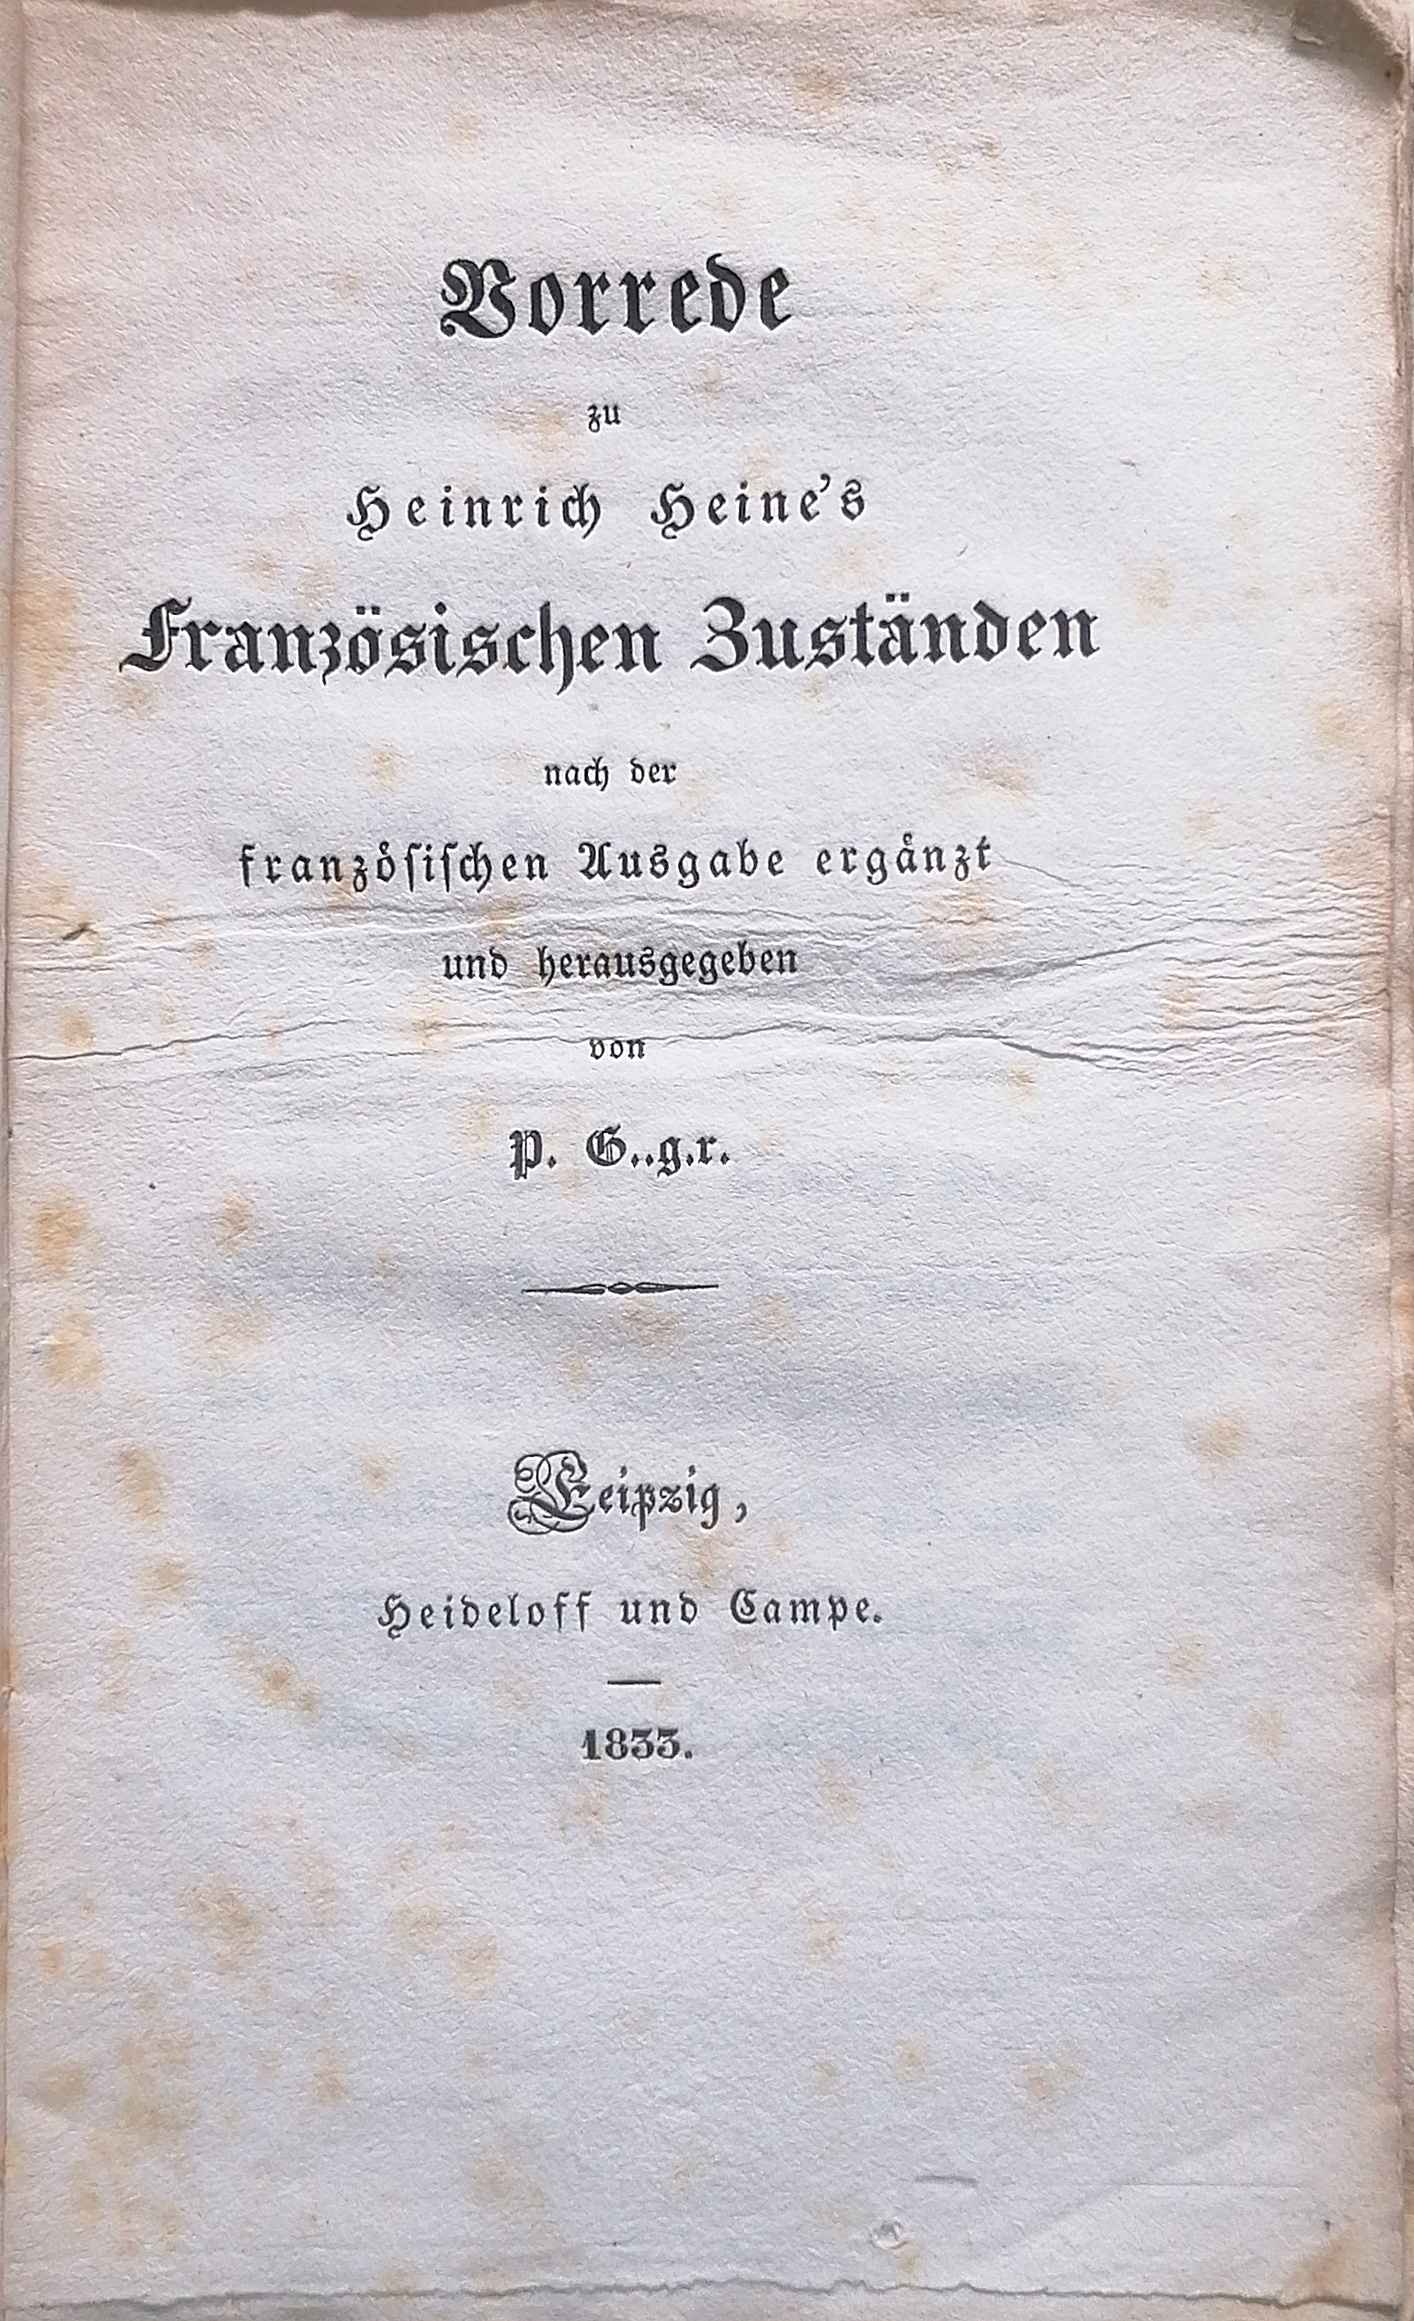 Vorrede
zu
Heinrich Heine's
Französischen Zuständen
nach der
franzöſiſchen Ausgabe ergänzt
und herausgegeben
von
P. G..g.r.
Leipzig,
Heideloff und Campe.
1833.